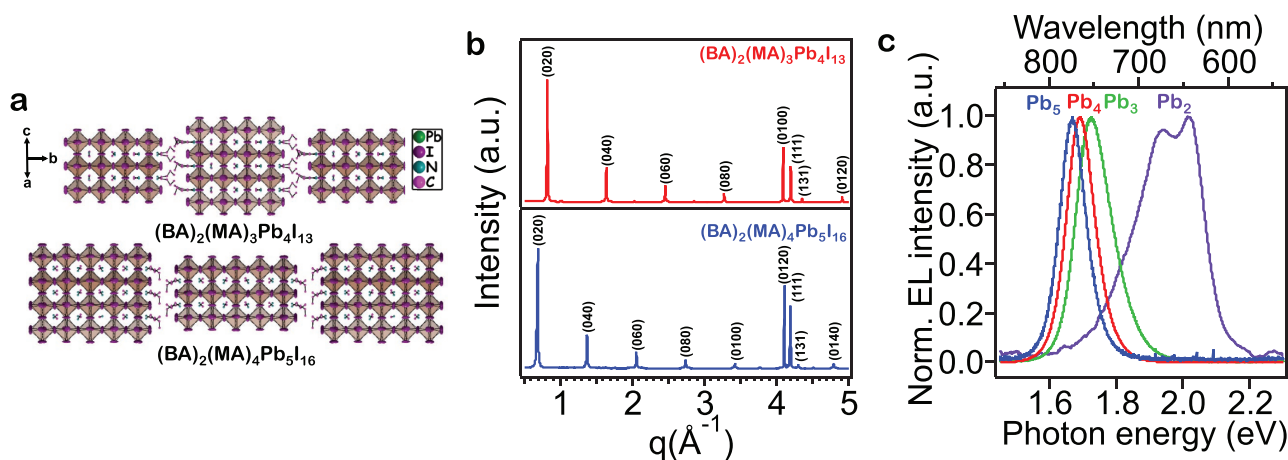 a
c
b
a
Pb
I
N
C
(BA)₂(MA)₃Pb₄I₁₃
(BA)₂(MA)₄Pb₅I₁₆
b
Intensity (a.u.)
(BA)₂(MA)₃Pb₄I₁₃
(020)
(040)
(060)
(080)
(0100)
(111)
(131)
(0120)
(BA)₂(MA)₄Pb₅I₁₆
(020)
(040)
(060)
(080)
(0100)
(0120)
(111)
(131)
(0140)
1 2 3 4 5
q(Å⁻¹)
c
Wavelength (nm)
800 700 600
Norm. EL intensity (a.u.)
1.0
0.8
0.6
0.4
0.2
0.0
Pb₅ Pb₄ Pb₃ Pb₂
1.6 1.8 2.0 2.2
Photon energy (eV)